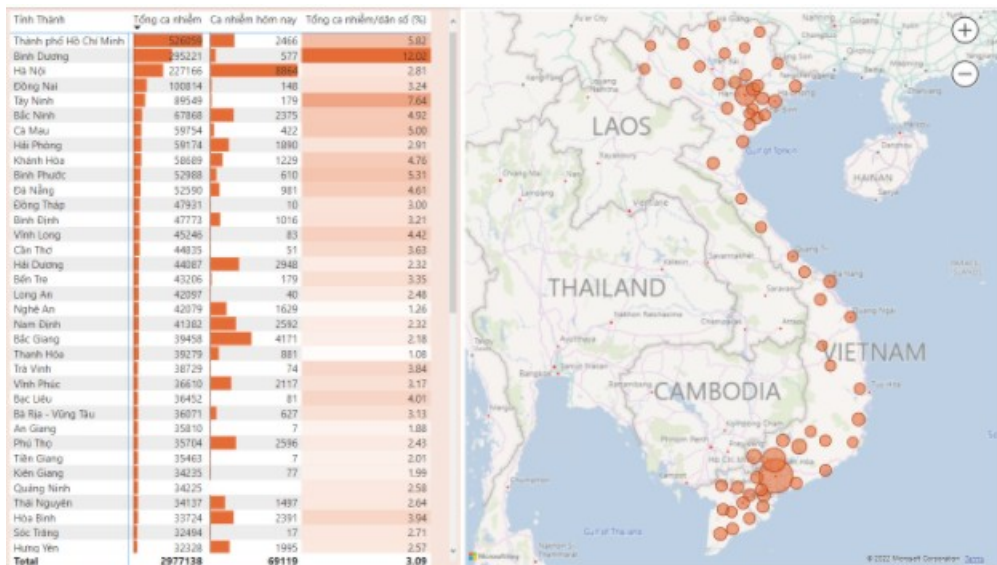 Tỉnh Thành Tổng ca nhiễm Ca nhiễm hôm nay Tổng ca nhiễm/dân số (%)
Thành phố Hồ Chí Minh 526056 2466 5.82
Bình Dương 295221 577 12.02
Hà Nội 227166 8864 2.81
Đồng Nai 100814 148 3.24
Tây Ninh 89549 179 7.64
Bắc Ninh 67868 2375 4.92
Cà Mau 59754 422 5.00
Hải Phòng 59174 1890 2.91
Khánh Hòa 58689 1229 4.76
Bình Phước 52988 610 5.31
Đà Nẵng 52590 981 4.61
Đồng Tháp 47931 10 3.00
Bình Định 47773 1016 3.21
Vĩnh Long 45246 83 4.42
Cần Thơ 44835 51 3.63
Hải Dương 44087 2948 2.32
Bến Tre 43206 179 3.35
Long An 42097 40 2.48
Nghệ An 42079 1629 1.26
Nam Định 41382 2592 2.32
Bắc Giang 39458 4171 2.18
Thanh Hóa 39279 881 1.08
Trà Vinh 38729 74 3.84
Vĩnh Phúc 36610 2117 3.17
Bạc Liêu 36452 81 4.01
Bà Rịa - Vũng Tàu 36071 627 3.13
An Giang 35810 7 1.88
Phú Thọ 35704 2596 2.43
Tiền Giang 35463 7 2.01
Kiên Giang 34235 77 1.99
Quảng Ninh 34225 2.58
Thái Nguyên 34137 1497 2.64
Hòa Bình 33724 2391 3.94
Sóc Trăng 32494 17 2.71
Hưng Yên 32328 1995 2.57
Total 2977138 69119 3.09
LAOS
Gulf of Tonkin
HAINAN
Vientiane
THAILAND
Da Nang
Quang Ngai
VIETNAM
CAMBODIA
Bangkok
Phnom Penh
Gulf of Thailand
© 2022 Microsoft Corporation Terms